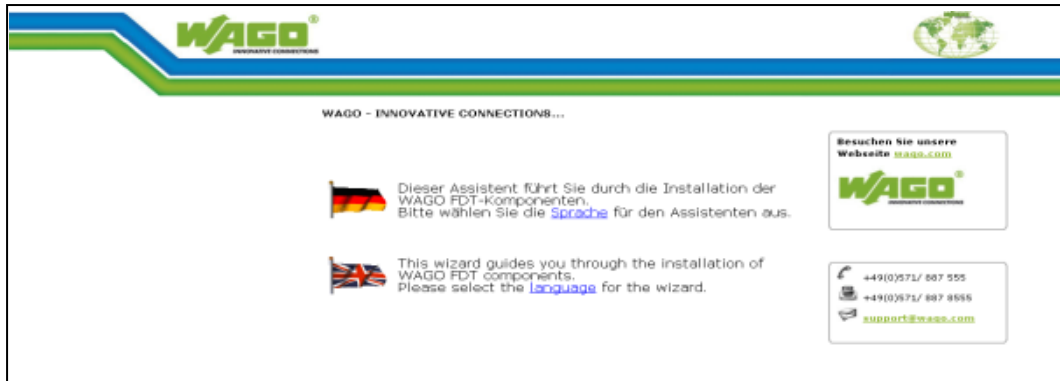 WAGO®
INNOVATIVE CONNECTIONS
WAGO - INNOVATIVE CONNECTIONS...
Dieser Assistent führt Sie durch die Installation der
WAGO FDT-Komponenten.
Bitte wählen Sie die Sprache für den Assistenten aus.
This wizard guides you through the installation of
WAGO FDT components.
Please select the language for the wizard.
Besuchen Sie unsere
Webseite wago.com
WAGO®
INNOVATIVE CONNECTIONS
+49(0)571/ 887 555
+49(0)571/ 887 8555
support@wago.com